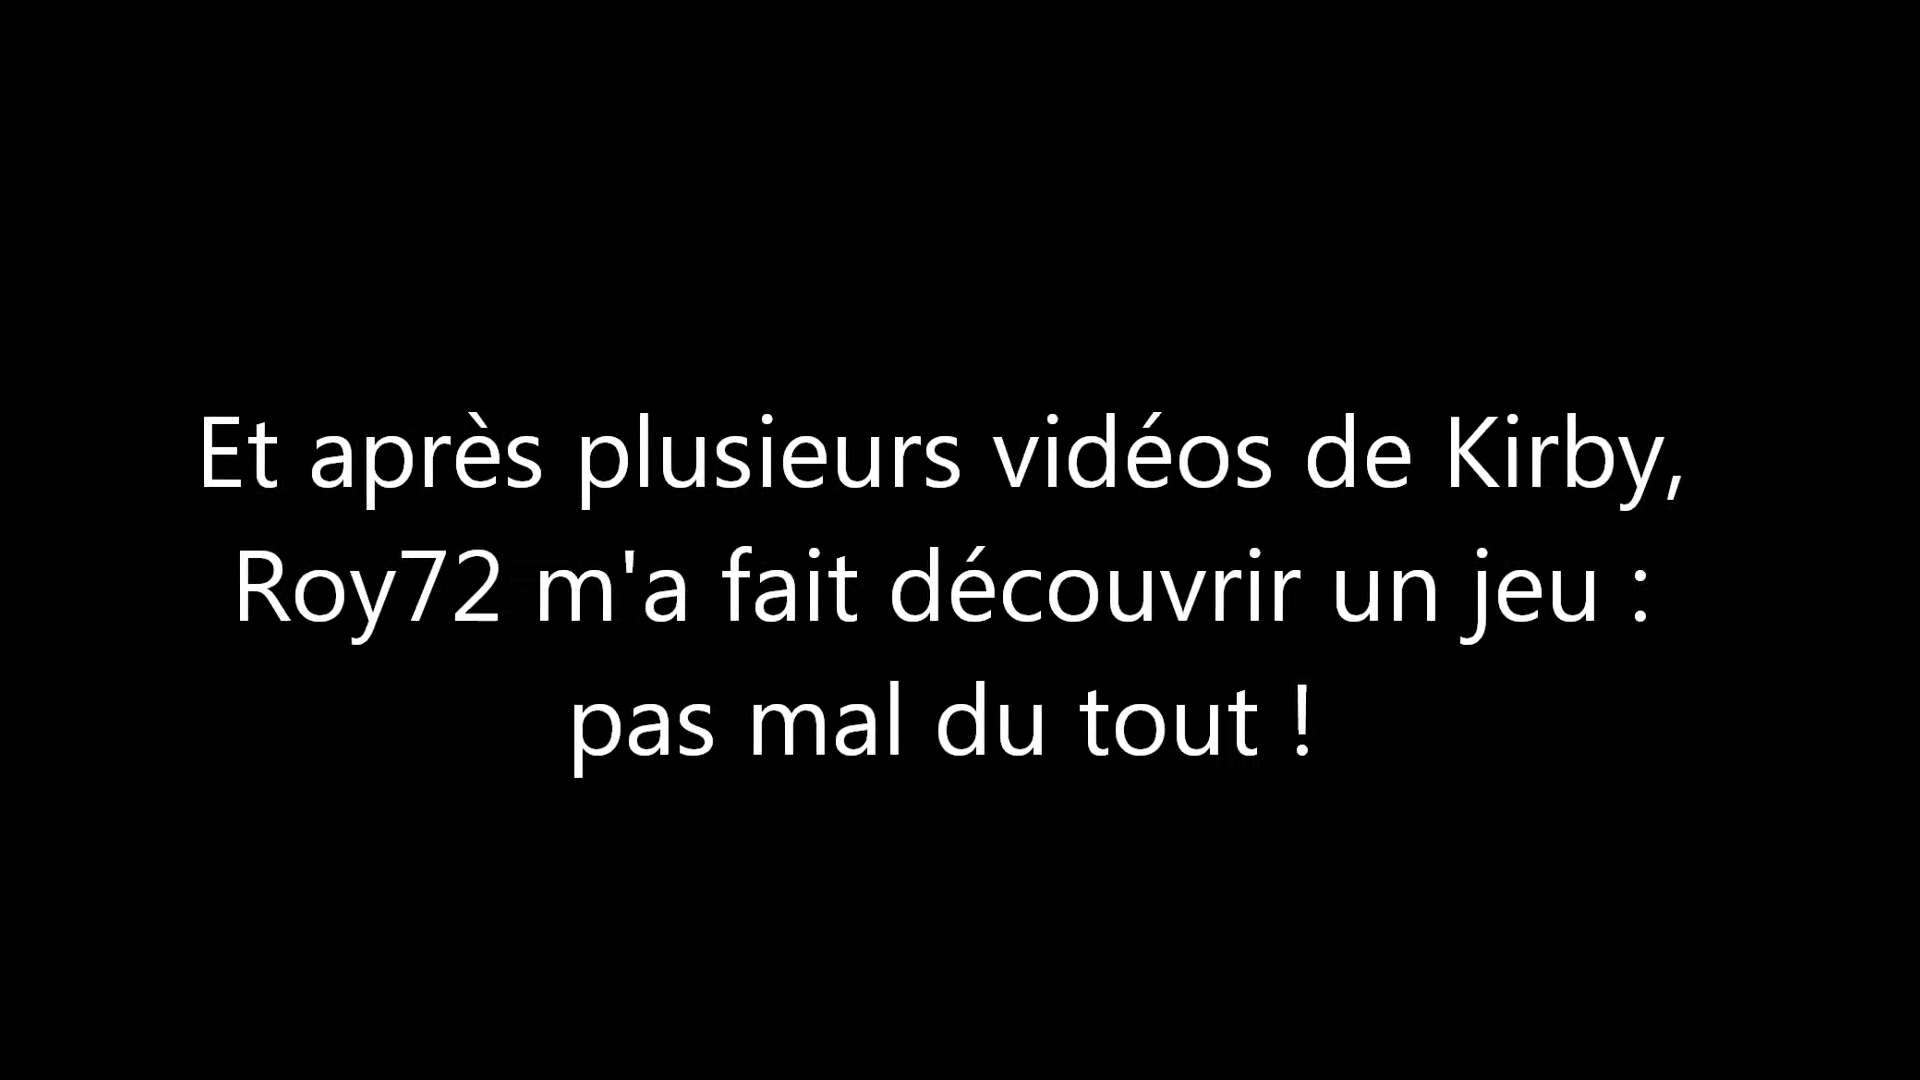 Et après plusieurs vidéos de Kirby,
Roy72 m'a fait découvrir un jeu :
pas mal du tout !